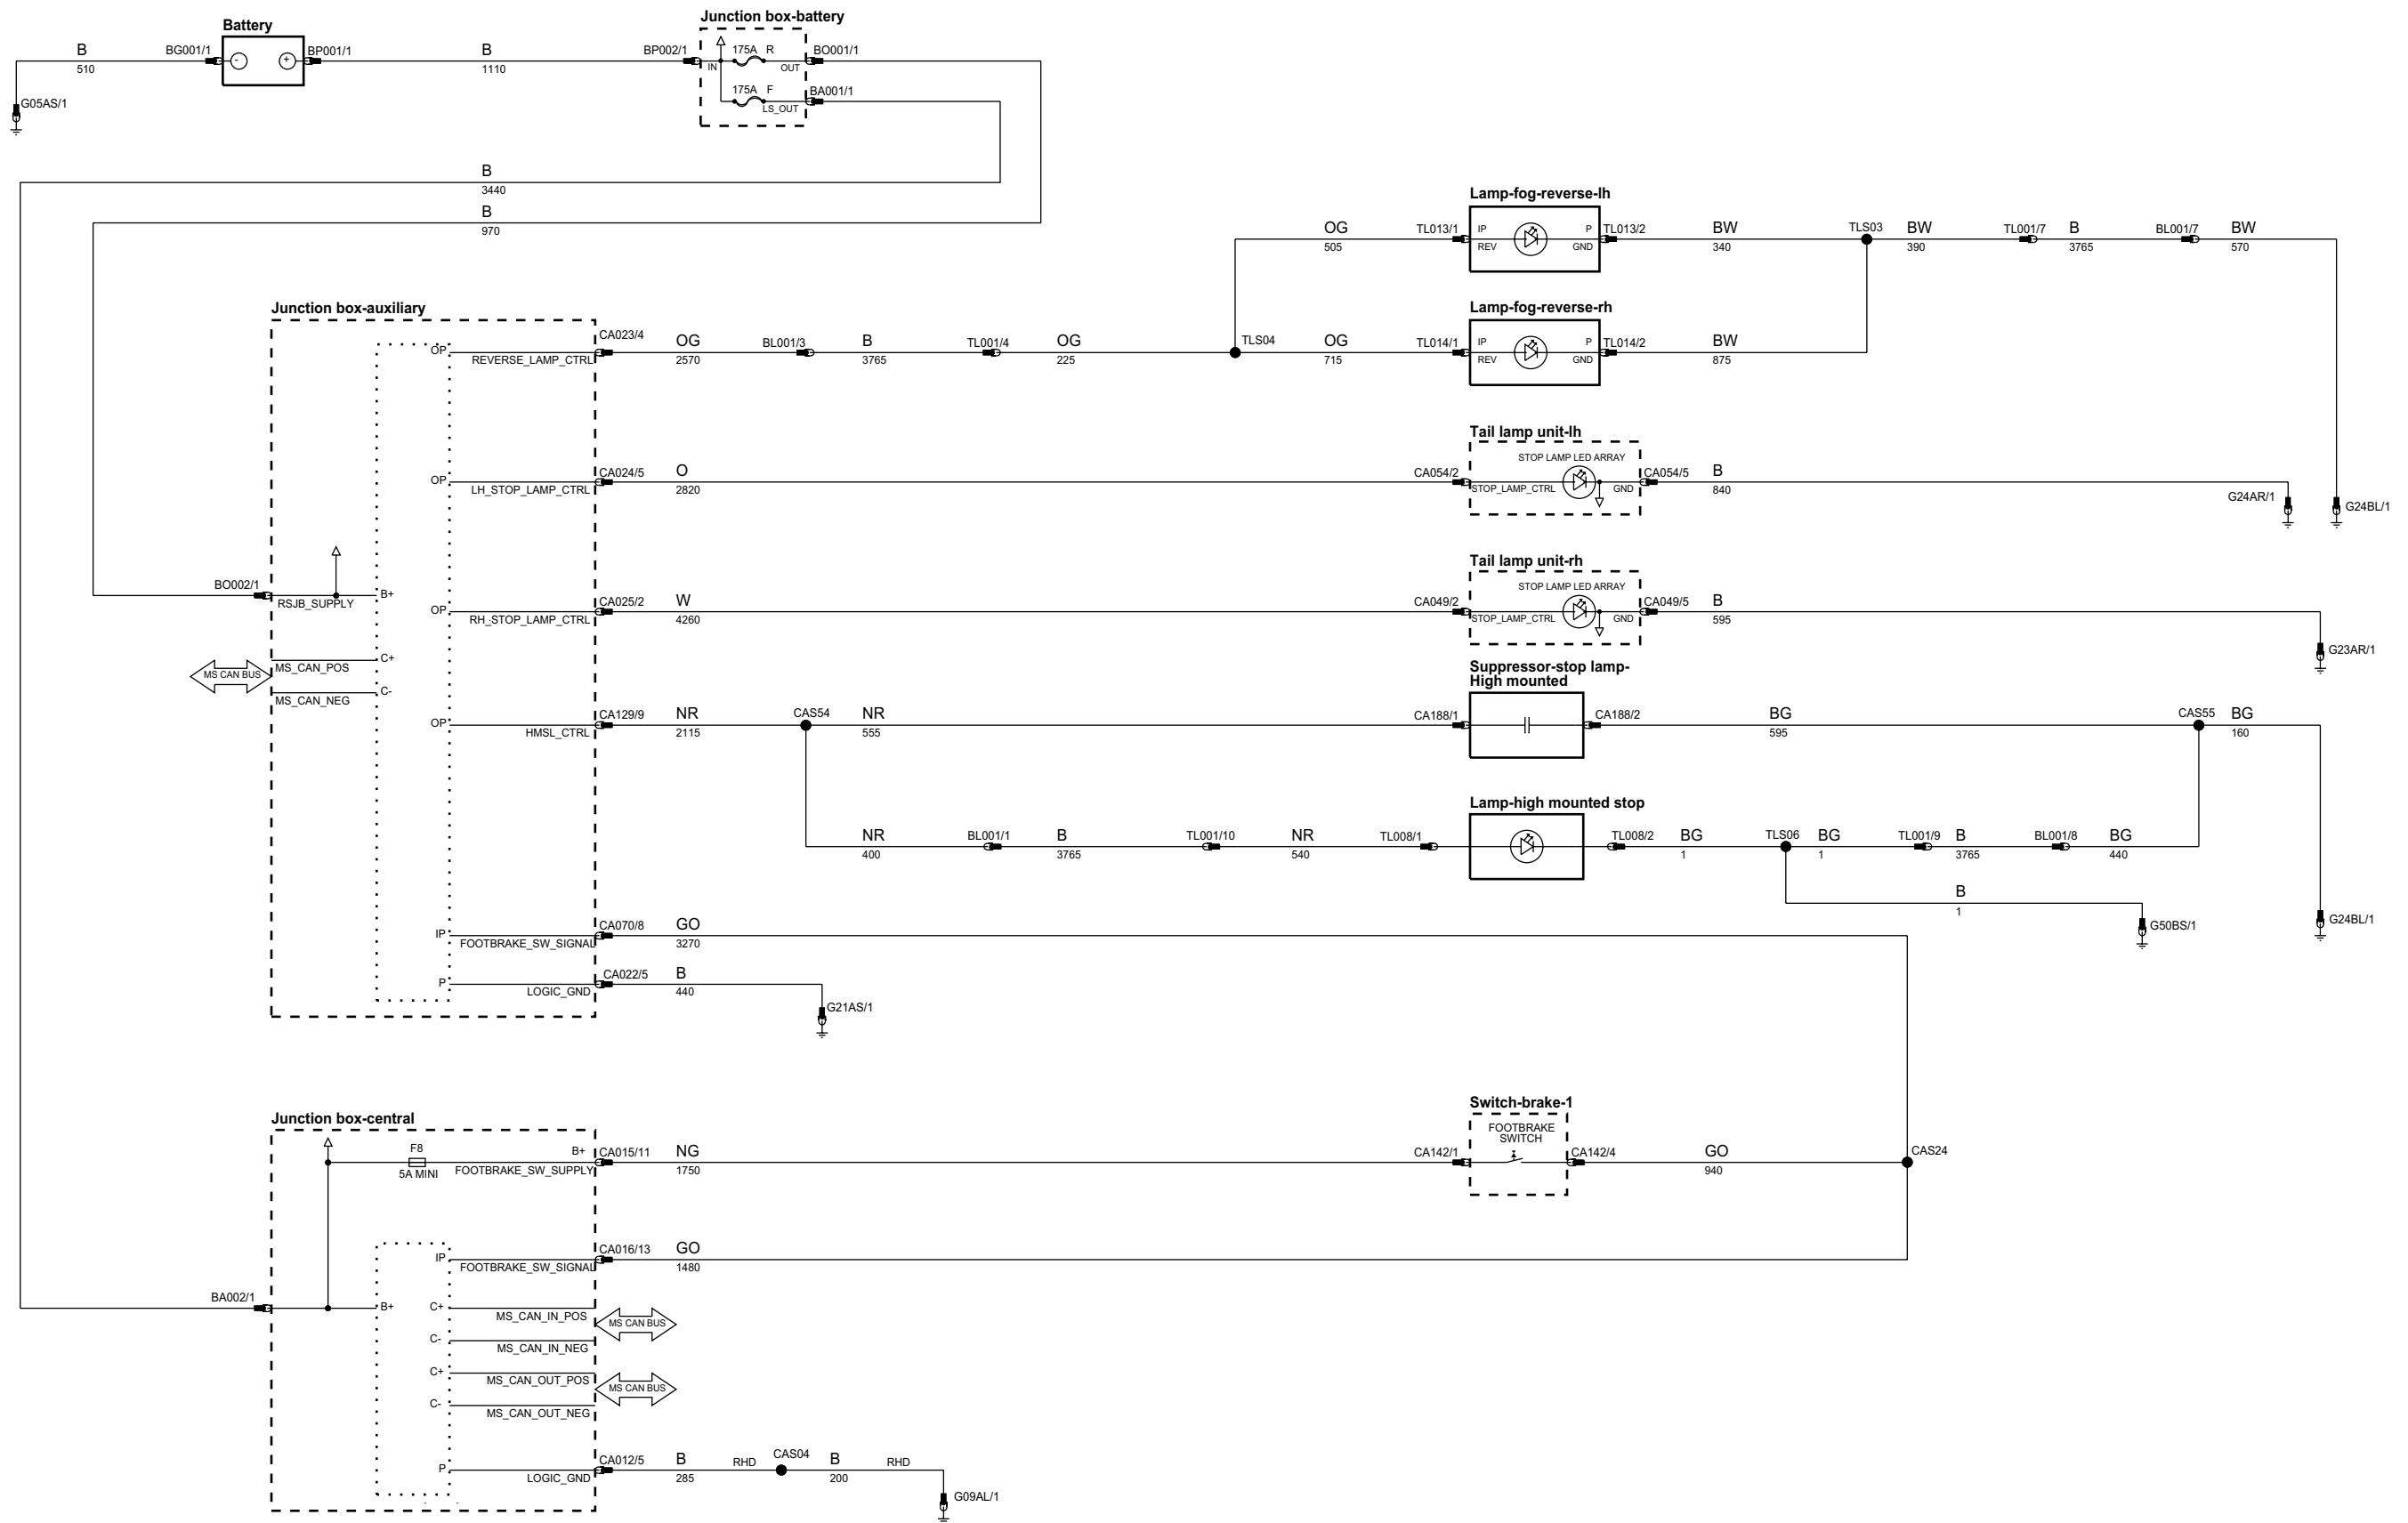 Battery
Junction box-battery
B
510
BG001/1
-
+
BP001/1
B
1110
BP002/1
IN
175A R
OUT
BO001/1
175A F
LS_OUT
BA001/1
G05AS/1
B
3440
B
970
Lamp-fog-reverse-lh
OG
505
TL013/1
IP
REV
P
GND
TL013/2
BW
340
TLS03
BW
390
TL001/7
B
3765
BL001/7
BW
570
Junction box-auxiliary
Lamp-fog-reverse-rh
OP
REVERSE_LAMP_CTRL
CA023/4
OG
2570
BL001/3
B
3765
TL001/4
OG
225
TLS04
OG
715
TL014/1
IP
REV
P
GND
TL014/2
BW
875
Tail lamp unit-lh
STOP LAMP LED ARRAY
OP
LH_STOP_LAMP_CTRL
CA024/5
O
2820
CA054/2
STOP_LAMP_CTRL
GND
CA054/5
B
840
G24AR/1
G24BL/1
Tail lamp unit-rh
STOP LAMP LED ARRAY
BO002/1
RSJB_SUPPLY
B+
OP
RH_STOP_LAMP_CTRL
CA025/2
W
4260
CA049/2
STOP_LAMP_CTRL
GND
CA049/5
B
595
G23AR/1
MS CAN BUS
MS_CAN_POS
C+
MS_CAN_NEG
C-
Suppressor-stop lamp-
High mounted
OP
HMSL_CTRL
CA129/9
NR
2115
CAS54
NR
555
CA188/1
CA188/2
BG
595
CAS55
BG
160
Lamp-high mounted stop
NR
400
BL001/1
B
3765
TL001/10
NR
540
TL008/1
TL008/2
BG
1
TLS06
BG
1
TL001/9
B
3765
BL001/8
BG
440
B
1
G50BS/1
G24BL/1
IP
FOOTBRAKE_SW_SIGNAL
CA070/8
GO
3270
P
LOGIC_GND
CA022/5
B
440
G21AS/1
Junction box-central
Switch-brake-1
FOOTBRAKE
SWITCH
F8
5A MINI
B+
FOOTBRAKE_SW_SUPPLY
CA015/11
NG
1750
CA142/1
CA142/4
GO
940
CAS24
IP
FOOTBRAKE_SW_SIGNAL
CA016/13
GO
1480
BA002/1
B+
C+
MS_CAN_IN_POS
MS CAN BUS
C-
MS_CAN_IN_NEG
C+
MS_CAN_OUT_POS
MS CAN BUS
C-
MS_CAN_OUT_NEG
P
LOGIC_GND
CA012/5
B
285
RHD
CAS04
B
200
RHD
G09AL/1